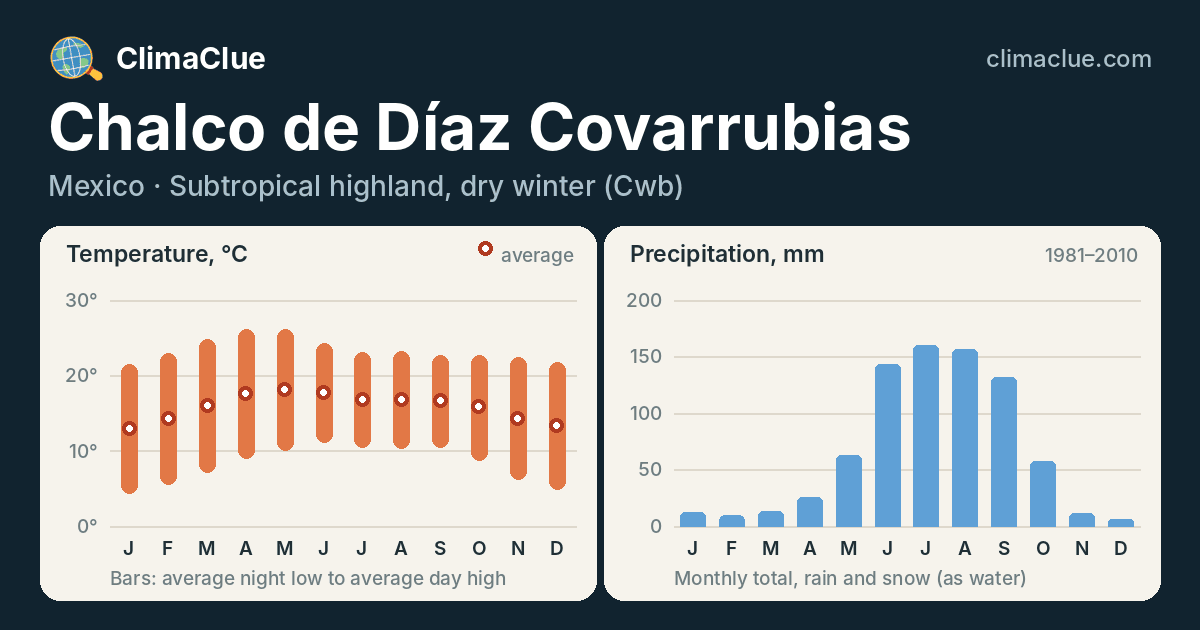 ClimaClue
climaclue.com
Chalco de Díaz Covarrubias
Mexico · Subtropical highland, dry winter (Cwb)
Temperature, °C
average
30°
20°
10°
0°
J F M A M J J A S O N D
Bars: average night low to average day high
Precipitation, mm
1981–2010
200
150
100
50
0
J F M A M J J A S O N D
Monthly total, rain and snow (as water)